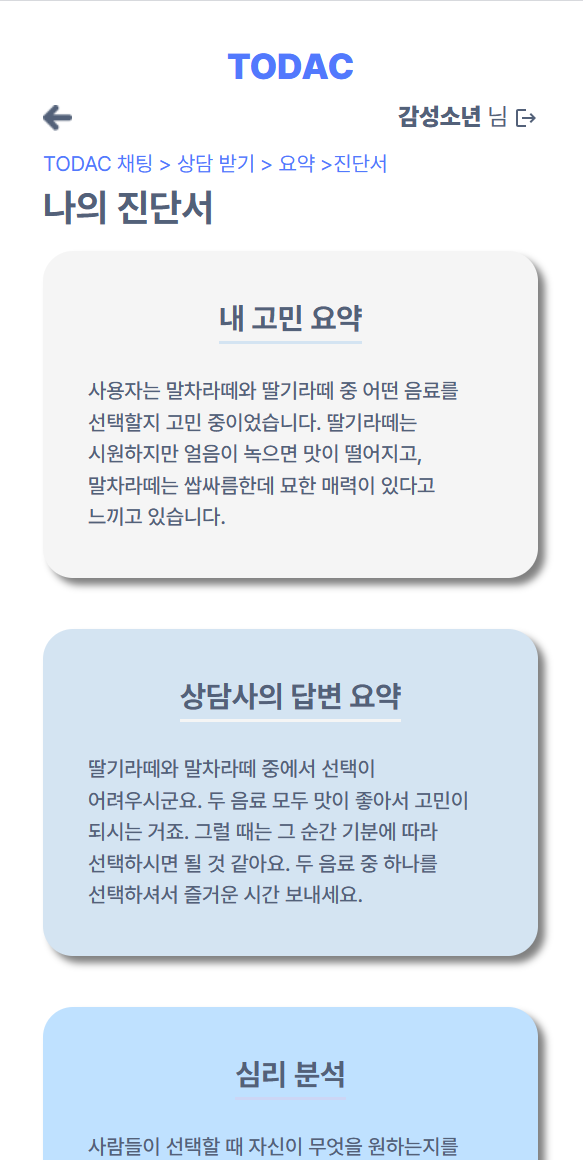 TODAC
감성소년 님
TODAC 채팅 > 상담 받기 > 요약 >진단서
나의 진단서
내 고민 요약
사용자는 말차라떼와 딸기라떼 중 어떤 음료를
선택할지 고민 중이었습니다. 딸기라떼는
시원하지만 얼음이 녹으면 맛이 떨어지고,
말차라떼는 쌉싸름한데 묘한 매력이 있다고
느끼고 있습니다.
상담사의 답변 요약
딸기라떼와 말차라떼 중에서 선택이
어려우시군요. 두 음료 모두 맛이 좋아서 고민이
되시는 거죠. 그럴 때는 그 순간 기분에 따라
선택하시면 될 것 같아요. 두 음료 중 하나를
선택하셔서 즐거운 시간 보내세요.
심리 분석
사람들이 선택할 때 자신이 무엇을 원하는지를